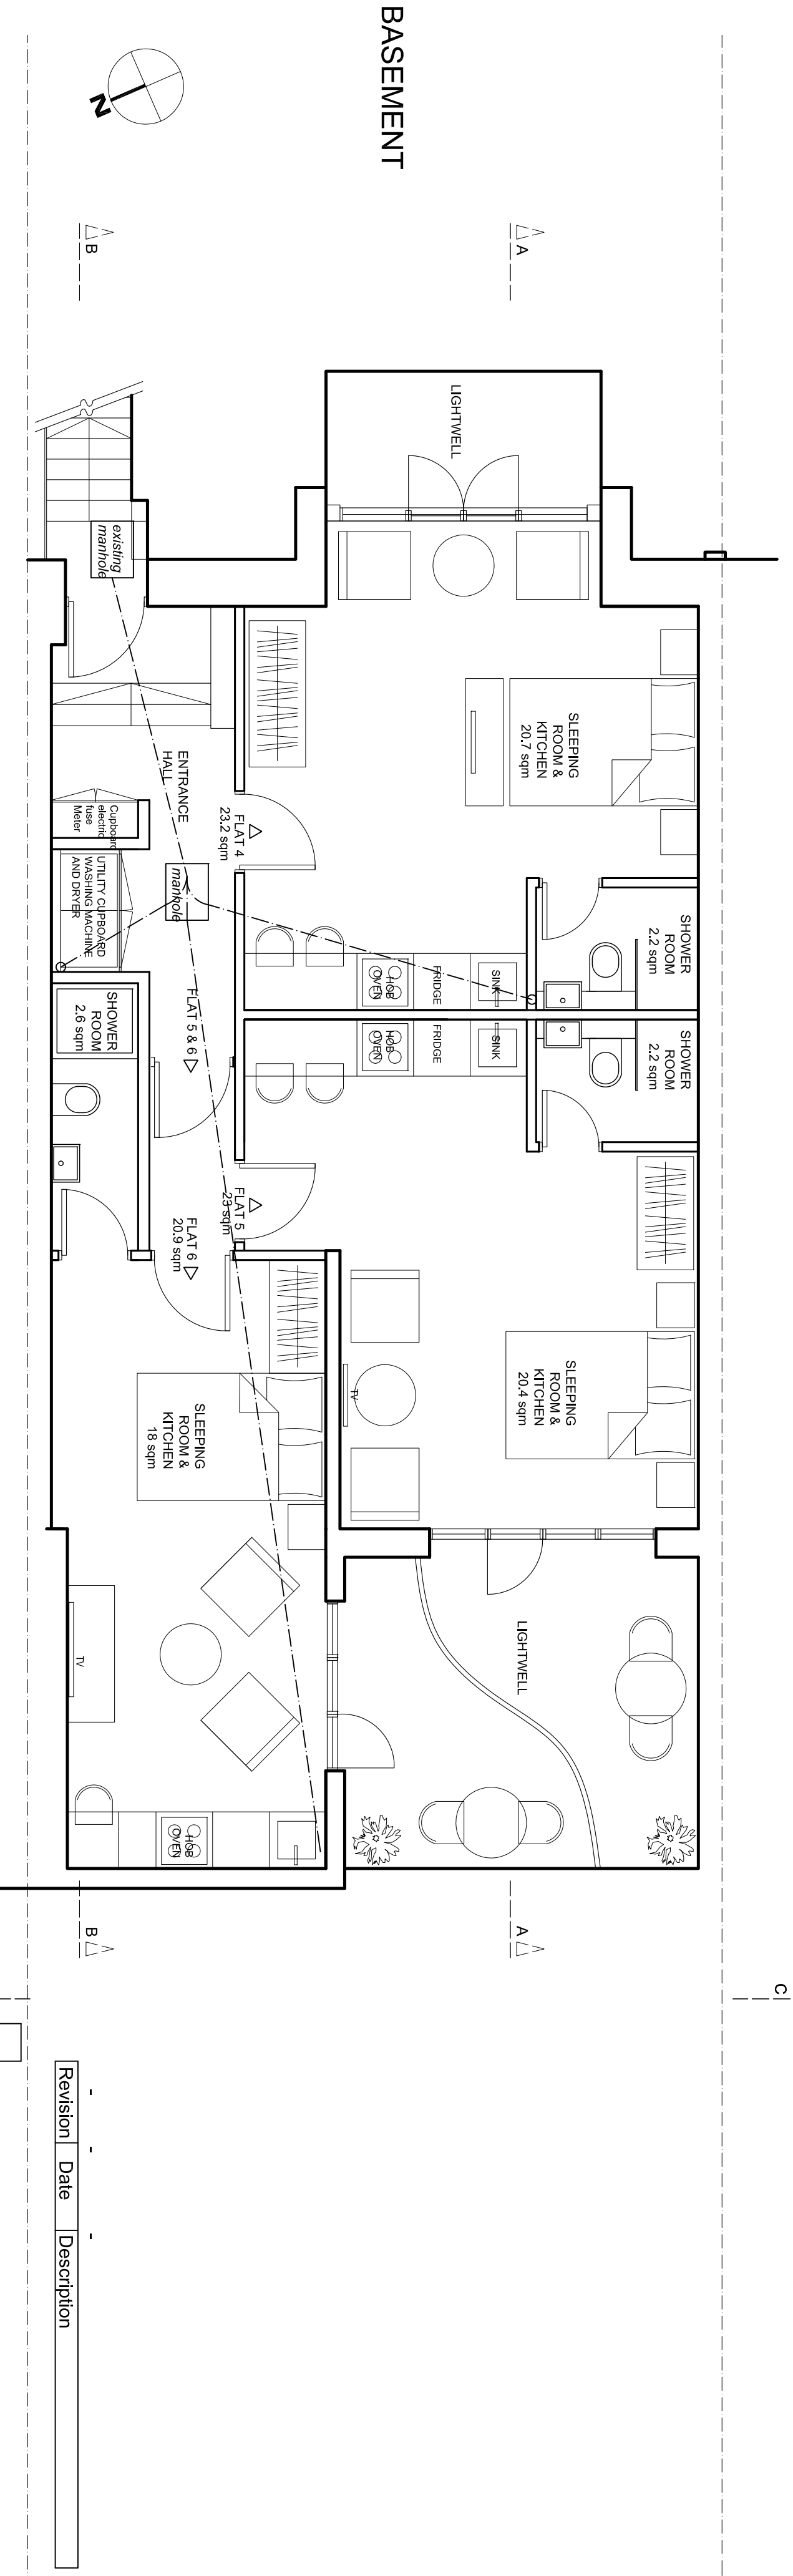 BASEMENT
N
B
A
LIGHTWELL
existing
manhole
SLEEPING
ROOM &
KITCHEN
20.7 sqm
ENTRANCE
HALL
FLAT 4
23.2 sqm
Cupboard
electric
fuse
Meter
UTILITY CUPBOARD
WASHING MACHINE
AND DRYER
manhole
SHOWER
ROOM
2.2 sqm
HOB
OVEN
FRIDGE
SINK
SHOWER
ROOM
2.6 sqm
FLAT 5 & 6
HOB
OVEN
FRIDGE
SINK
SHOWER
ROOM
2.2 sqm
FLAT 5
23 sqm
FLAT 6
20.9 sqm
SLEEPING
ROOM &
KITCHEN
20.4 sqm
TV
SLEEPING
ROOM &
KITCHEN
18 sqm
LIGHTWELL
TV
HOB
OVEN
B
A
C
- - -
Revision Date Description